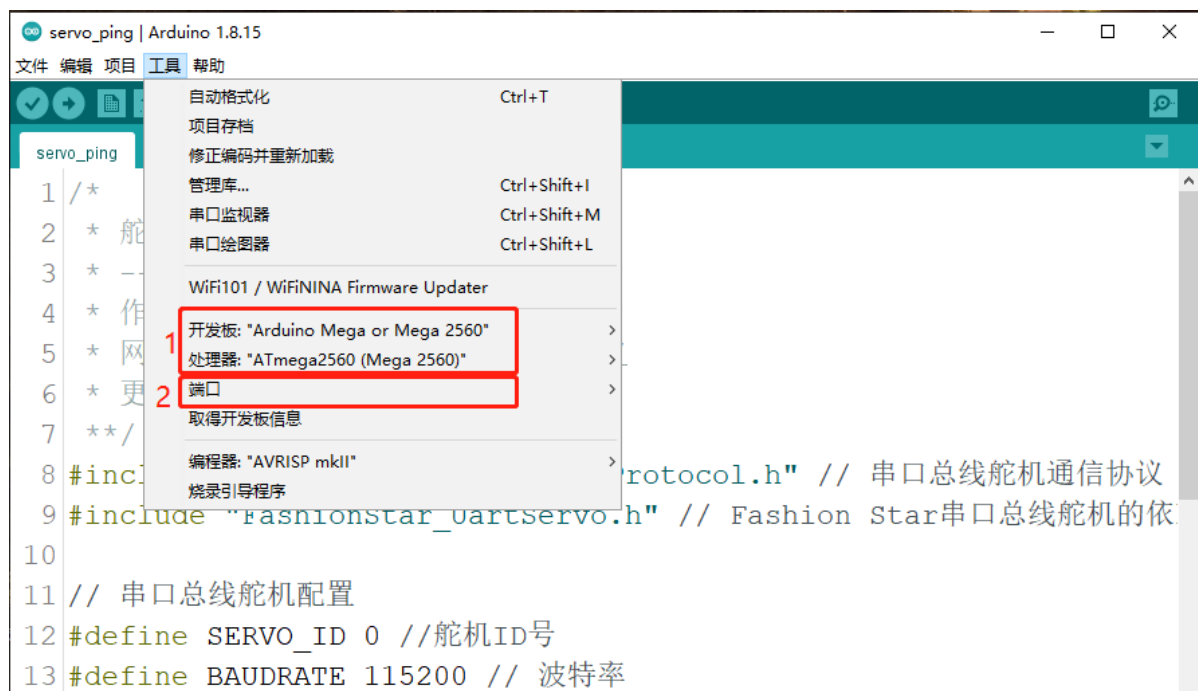 servo_ping | Arduino 1.8.15
文件 编辑 项目 工具 帮助
自动格式化 Ctrl+T
项目存档
修正编码并重新加载
管理库... Ctrl+Shift+I
串口监视器 Ctrl+Shift+M
串口绘图器 Ctrl+Shift+L
WiFi101 / WiFiNINA Firmware Updater
1
开发板: "Arduino Mega or Mega 2560"
处理器: "ATmega2560 (Mega 2560)"
2 端口
取得开发板信息
编程器: "AVRISP mkII"
烧录引导程序
servo_ping
1 /*
2 * 舵
3 * --
4 * 作
5 * 网
6 * 更
7 **/
8 #incl rotocol.h" // 串口总线舵机通信协议
9 #include "FashionStar_UartServo.h" // Fashion Star串口总线舵机的依
10
11 // 串口总线舵机配置
12 #define SERVO_ID 0 //舵机ID号
13 #define BAUDRATE 115200 // 波特率